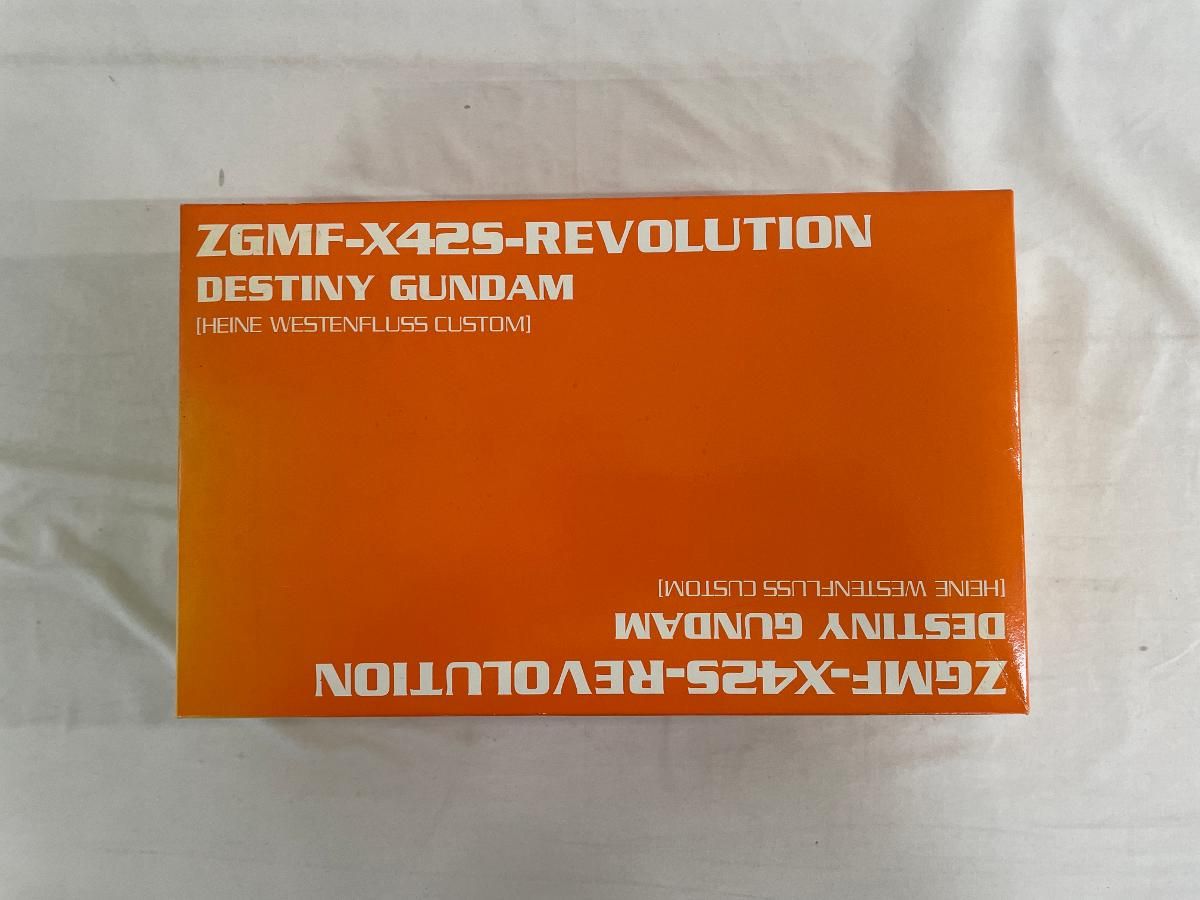 ZGMF-X42S-REVOLUTION
DESTINY GUNDAM
[HEINE WESTENFLUSS CUSTOM]
ZGMF-X42S-REVOLUTION
DESTINY GUNDAM
[HEINE WESTENFLUSS CUSTOM]